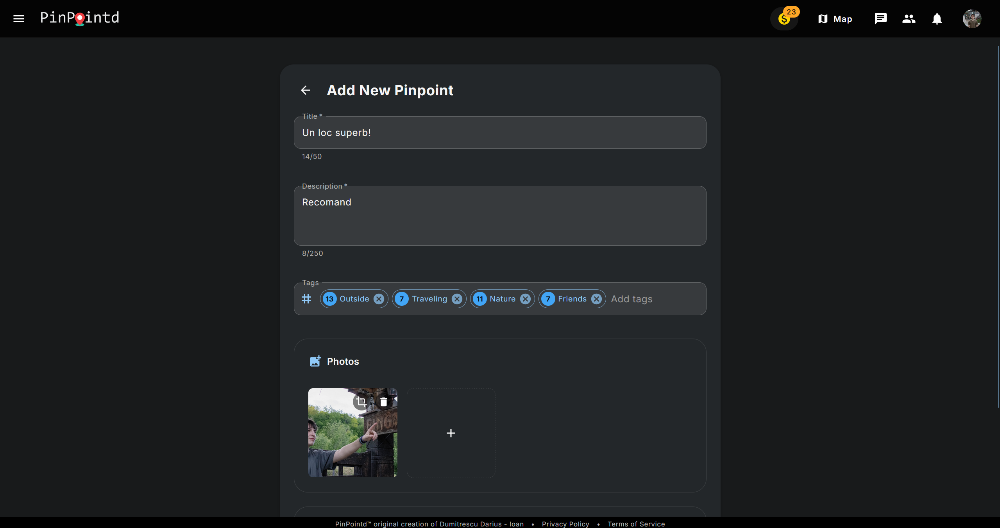 PinPointd
23
Map
Add New Pinpoint
Title *
Un loc superb!
14/50
Description *
Recomand
8/250
Tags
13 Outside 7 Traveling 11 Nature 7 Friends Add tags
Photos
PinPointd™ original creation of Dumitrescu Darius - Ioan • Privacy Policy • Terms of Service